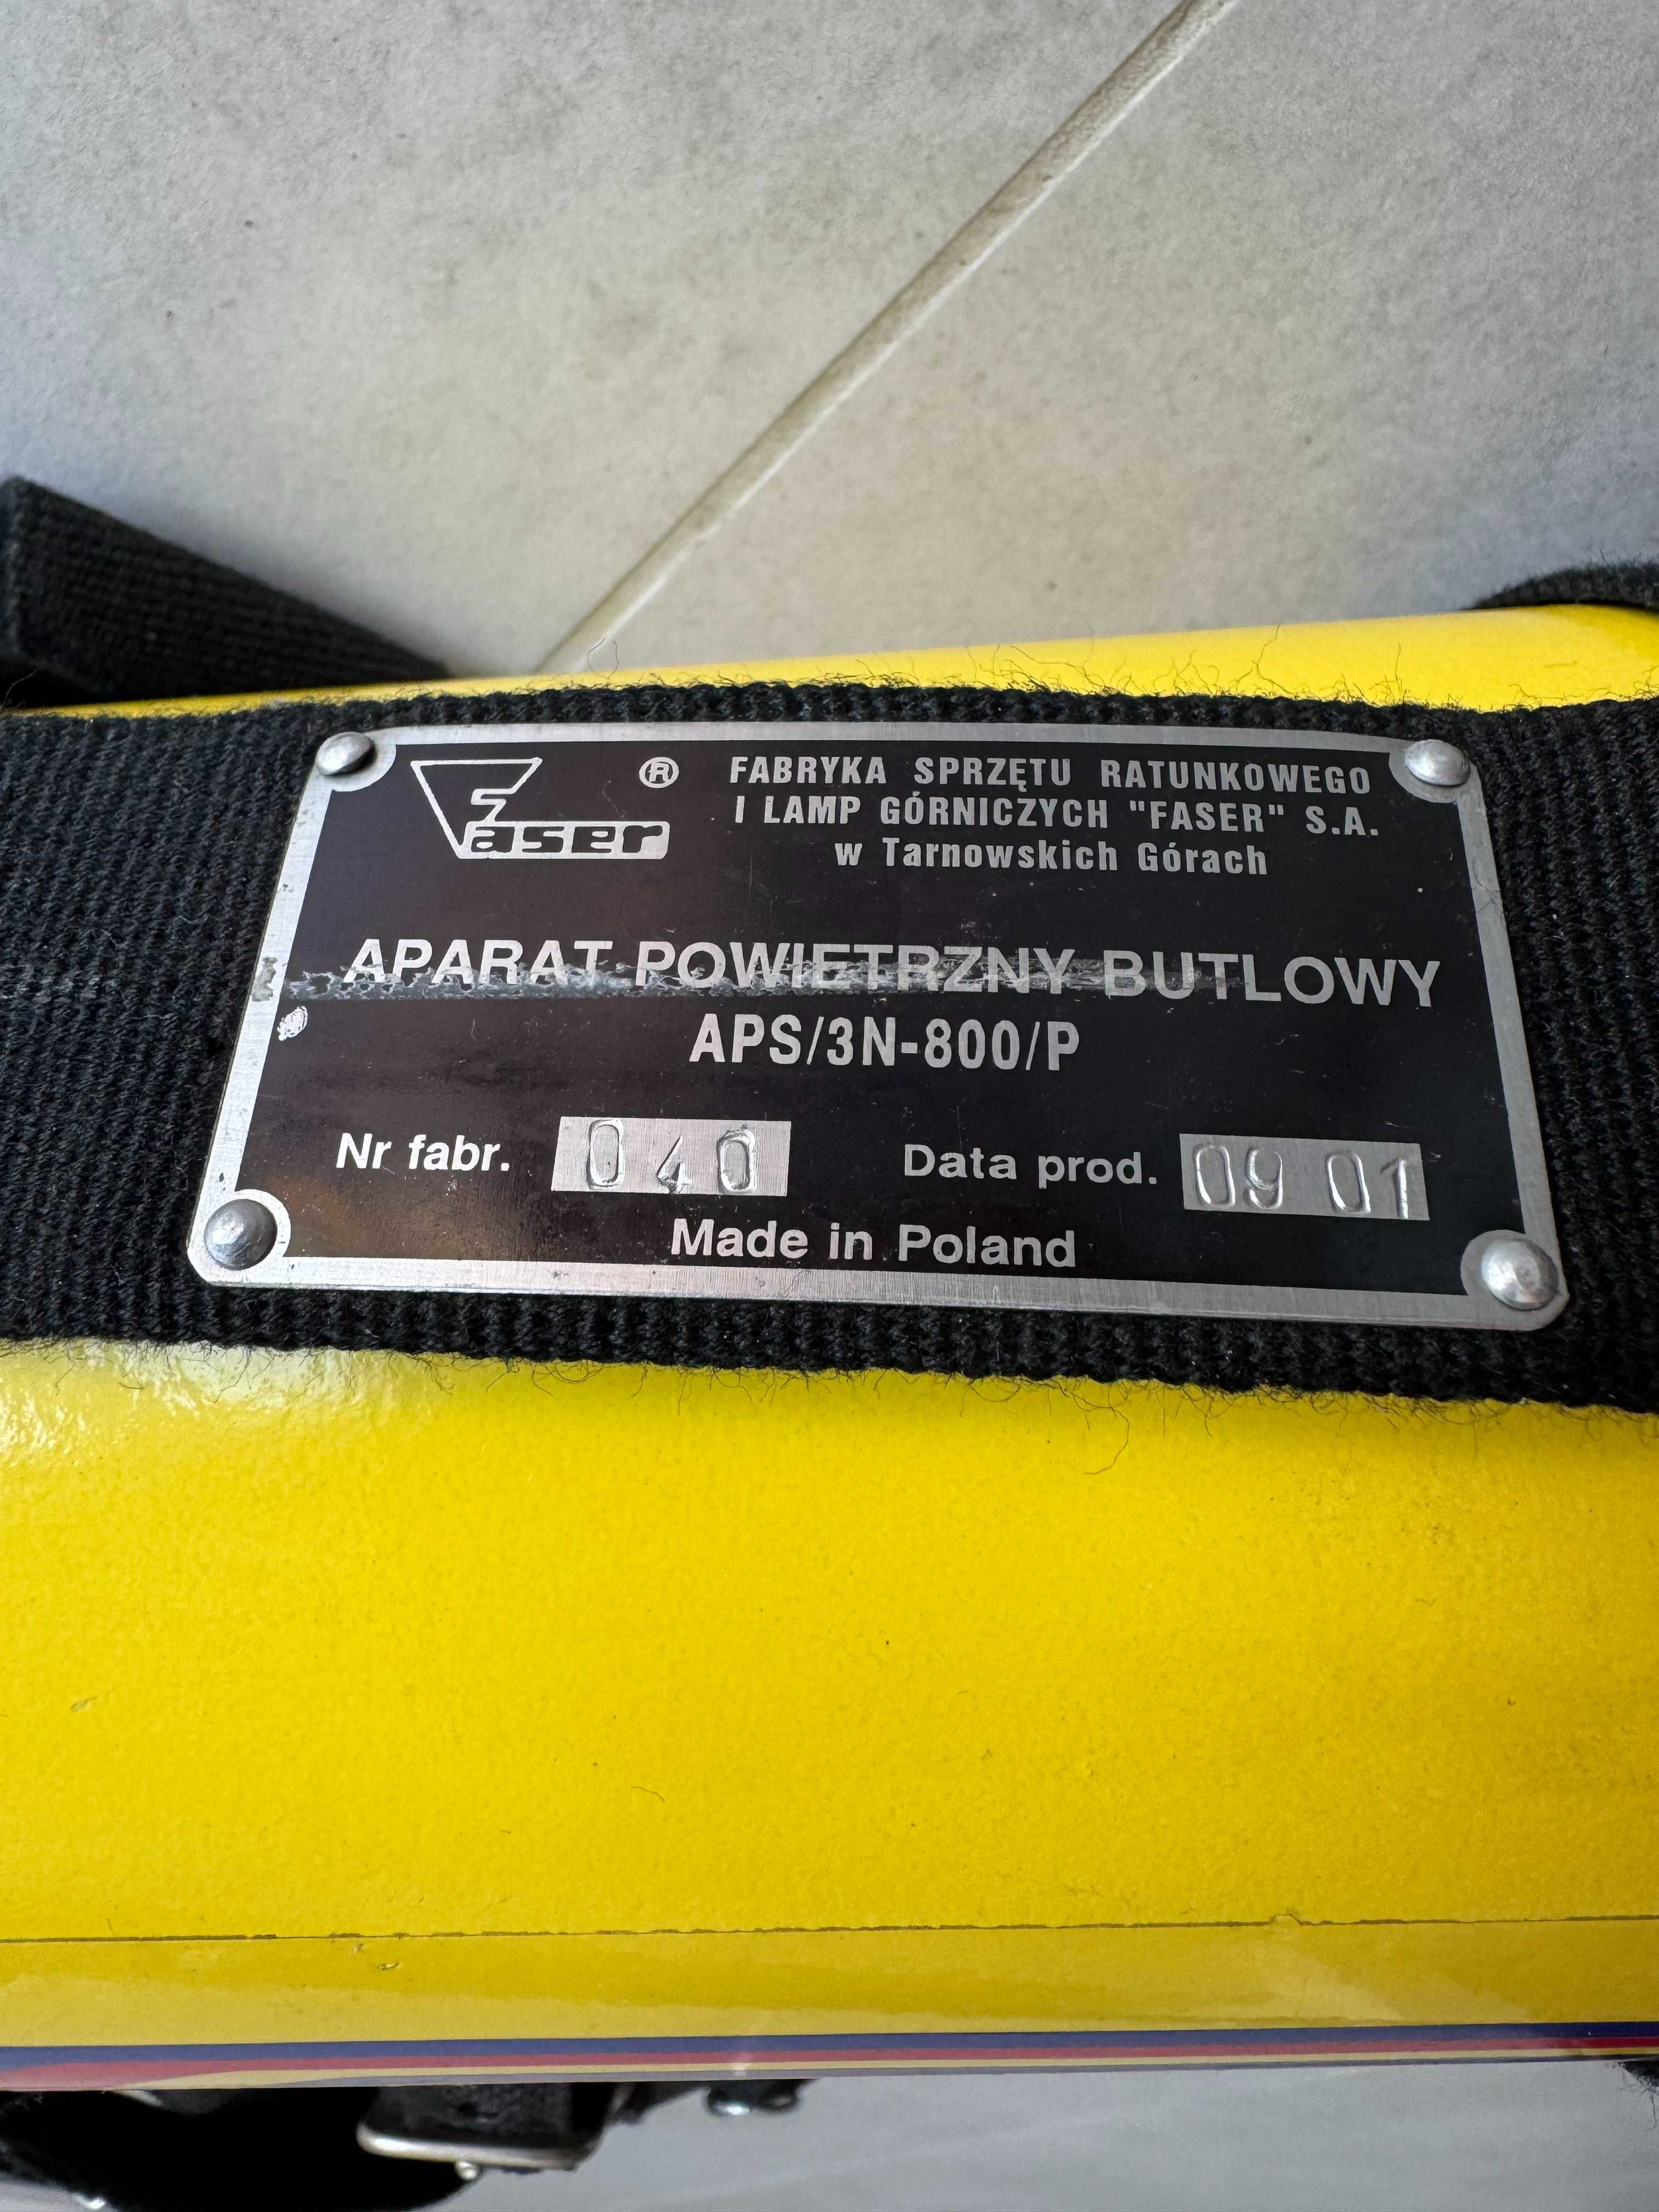 Faser ®
FABRYKA SPRZĘTU RATUNKOWEGO
I LAMP GÓRNICZYCH "FASER" S.A.
w Tarnowskich Górach
APARAT POWIETRZNY BUTLOWY
APS/3N-800/P
Nr fabr. 040 Data prod. 09 01
Made in Poland